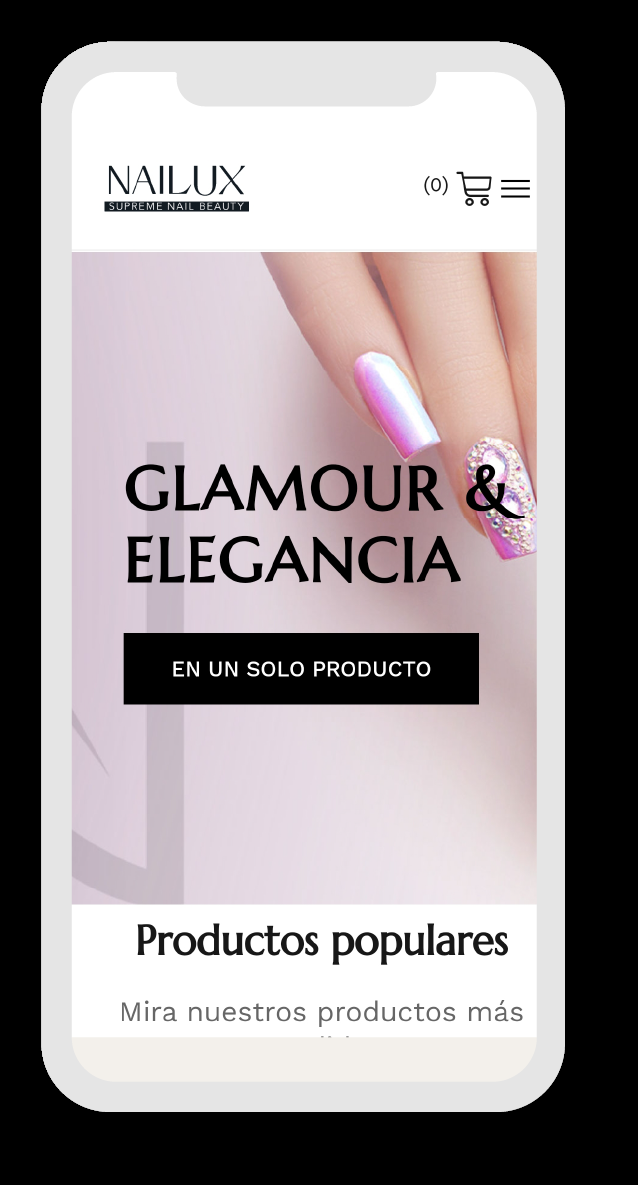 NAILUX
SUPREME NAIL BEAUTY
(0)
GLAMOUR &
ELEGANCIA
EN UN SOLO PRODUCTO
Productos populares
Mira nuestros productos más